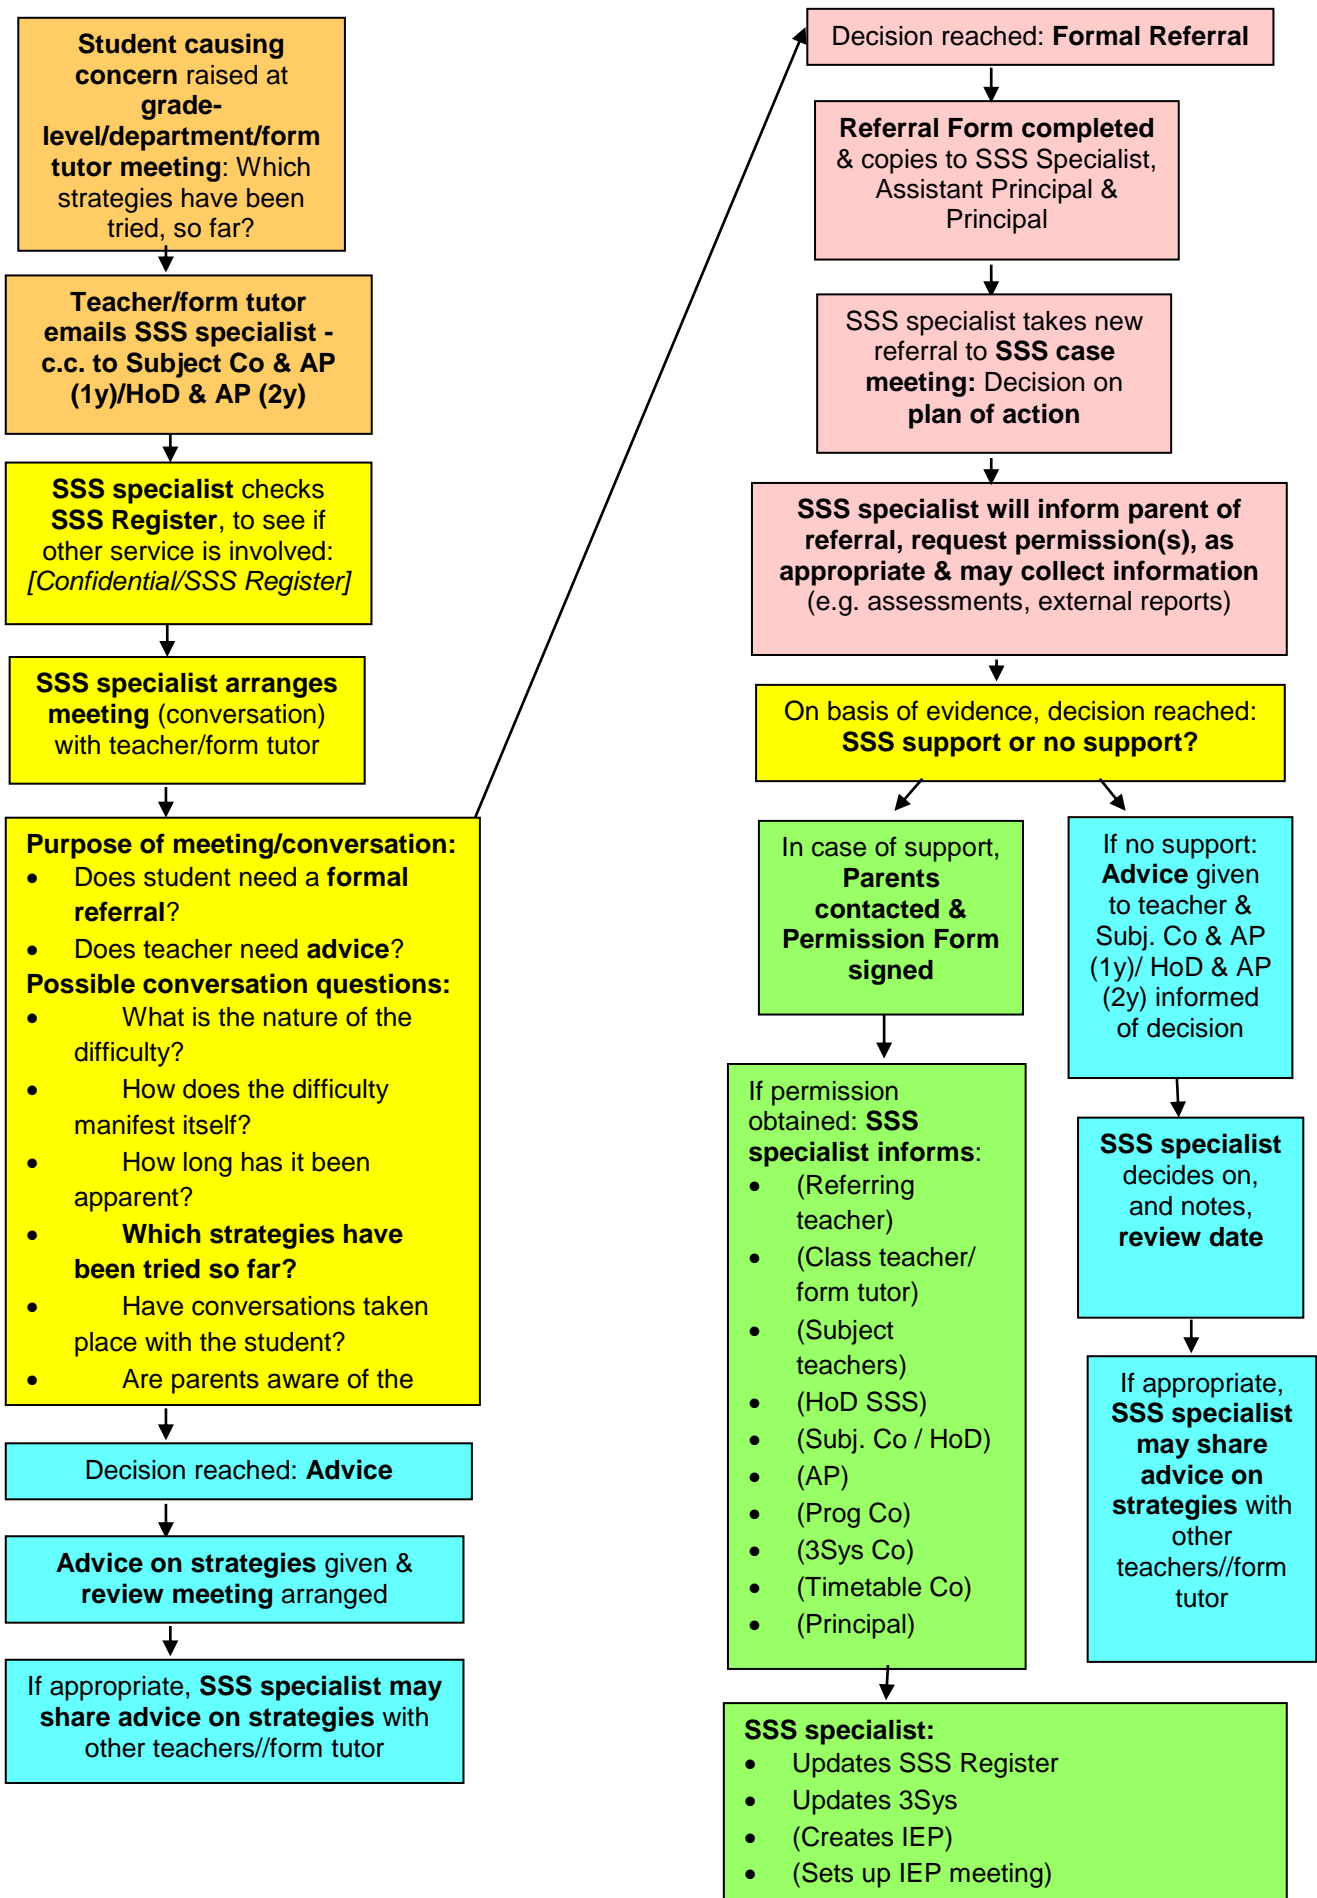 Student causing
concern raised at
grade-
level/department/form
tutor meeting: Which
strategies have been
tried, so far?
Teacher/form tutor
emails SSS specialist -
c.c. to Subject Co & AP
(1y)/HoD & AP (2y)
SSS specialist checks
SSS Register, to see if
other service is involved:
[Confidential/SSS Register]
SSS specialist arranges
meeting (conversation)
with teacher/form tutor
Purpose of meeting/conversation:
• Does student need a formal
referral?
• Does teacher need advice?
Possible conversation questions:
• What is the nature of the
difficulty?
• How does the difficulty
manifest itself?
• How long has it been
apparent?
• Which strategies have
been tried so far?
• Have conversations taken
place with the student?
• Are parents aware of the
Decision reached: Advice
Advice on strategies given &
review meeting arranged
If appropriate, SSS specialist may
share advice on strategies with
other teachers//form tutor
Decision reached: Formal Referral
Referral Form completed
& copies to SSS Specialist,
Assistant Principal &
Principal
SSS specialist takes new
referral to SSS case
meeting: Decision on
plan of action
SSS specialist will inform parent of
referral, request permission(s), as
appropriate & may collect information
(e.g. assessments, external reports)
On basis of evidence, decision reached:
SSS support or no support?
In case of support,
Parents
contacted &
Permission Form
signed
If permission
obtained: SSS
specialist informs:
• (Referring
teacher)
• (Class teacher/
form tutor)
• (Subject
teachers)
• (HoD SSS)
• (Subj. Co / HoD)
• (AP)
• (Prog Co)
• (3Sys Co)
• (Timetable Co)
• (Principal)
SSS specialist:
• Updates SSS Register
• Updates 3Sys
• (Creates IEP)
• (Sets up IEP meeting)
If no support:
Advice given
to teacher &
Subj. Co & AP
(1y)/ HoD & AP
(2y) informed
of decision
SSS specialist
decides on,
and notes,
review date
If appropriate,
SSS specialist
may share
advice on
strategies with
other
teachers//form
tutor